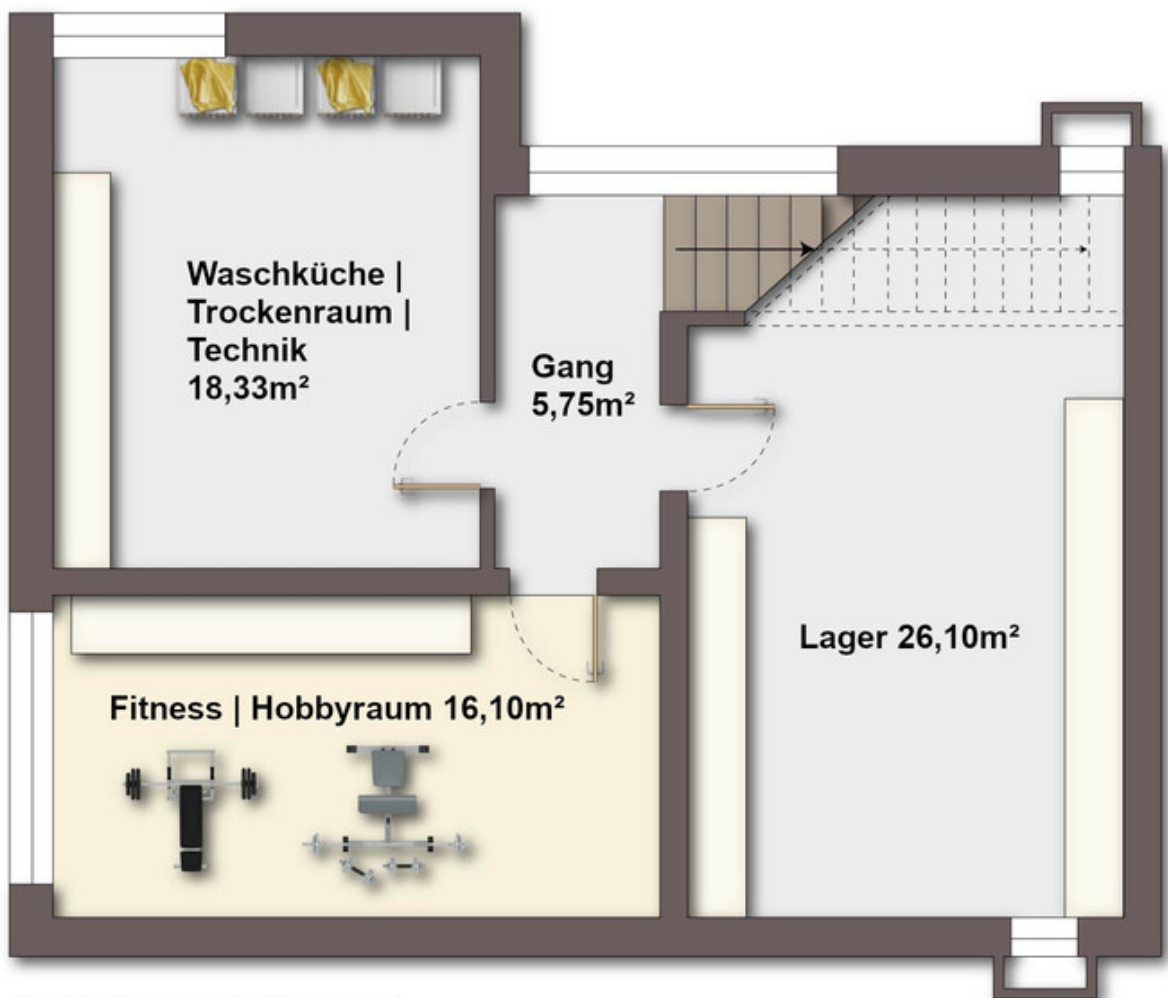 Waschküche |
Trockenraum |
Technik
18,33m²
Gang
5,75m²
Lager 26,10m²
Fitness | Hobbyraum 16,10m²